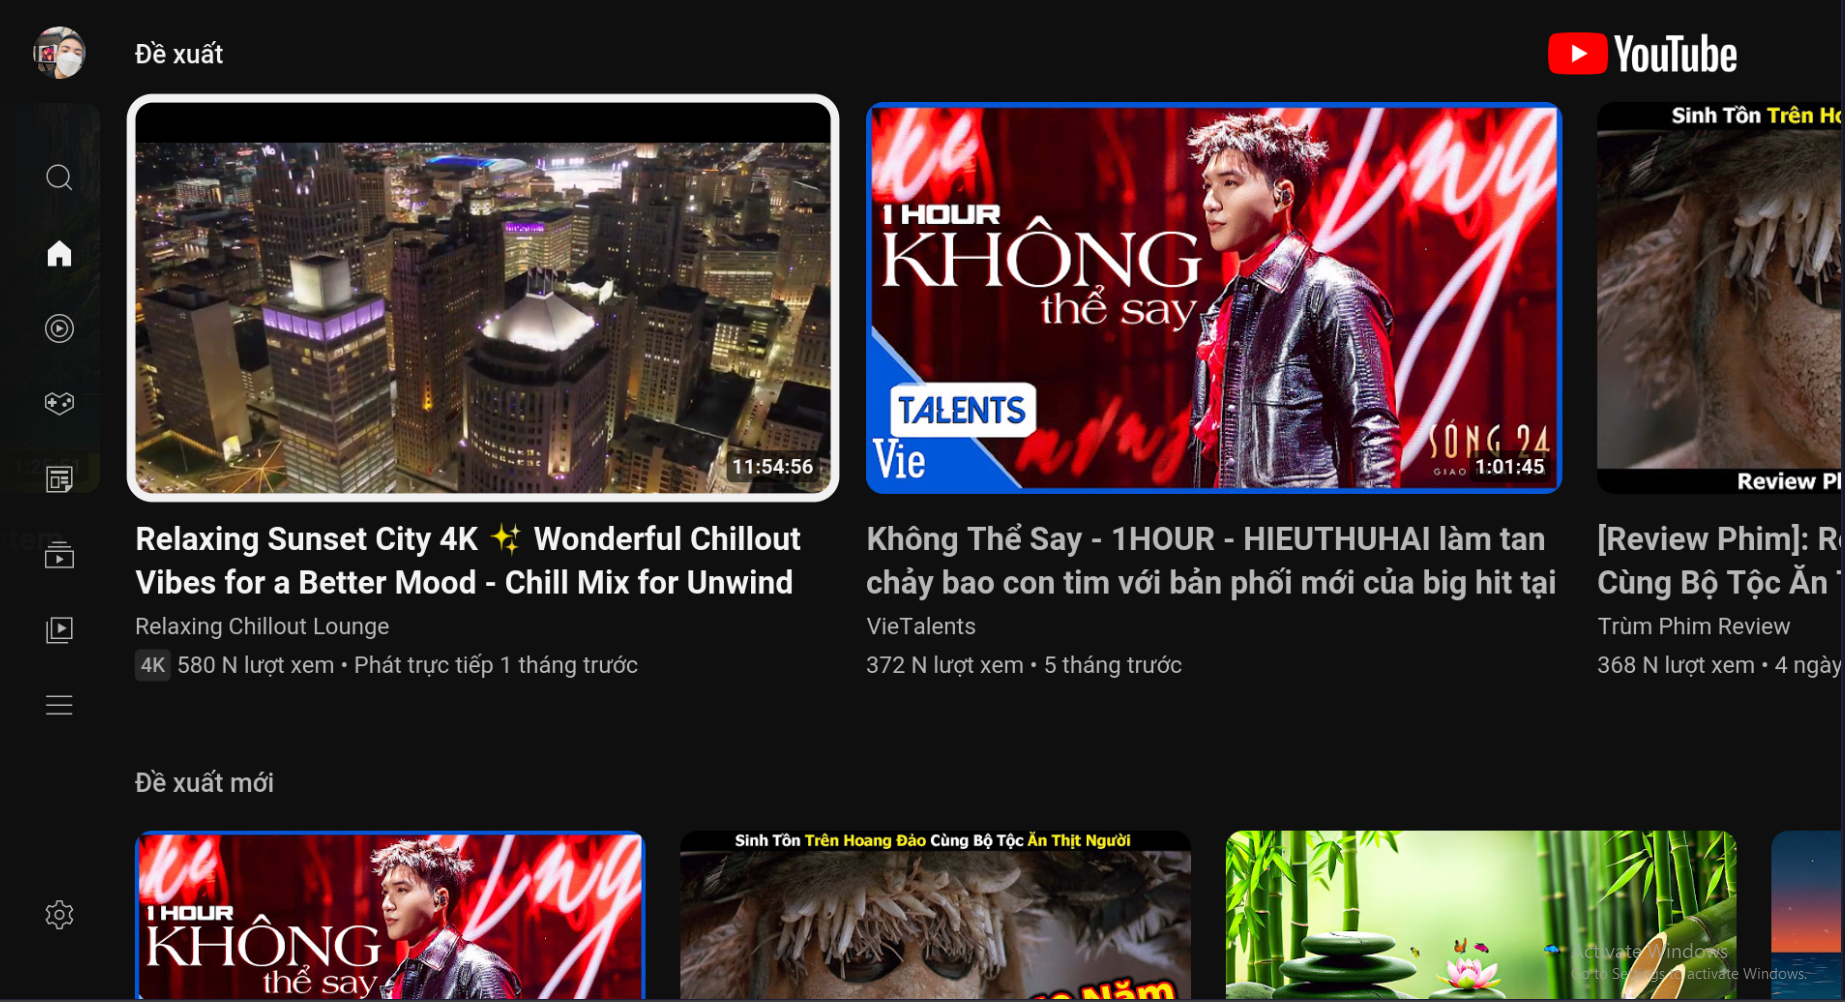 Đề xuất
YouTube
1 HOUR
KHÔNG
thể say
TALENTS
Vie
SÓNG 24
GIAO
11:54:56
1:01:45
Sinh Tồn Trên Ho
Review Ph
1:25:51
Relaxing Sunset City 4K ✨ Wonderful Chillout
Vibes for a Better Mood - Chill Mix for Unwind
Relaxing Chillout Lounge
4K 580 N lượt xem • Phát trực tiếp 1 tháng trước
Không Thể Say - 1HOUR - HIEUTHUHAI làm tan
chảy bao con tim với bản phối mới của big hit tại
VieTalents
372 N lượt xem • 5 tháng trước
[Review Phim]: R
Cùng Bộ Tộc Ăn
Trùm Phim Review
368 N lượt xem • 4 ngày
Đề xuất mới
1 HOUR
KHÔNG
thể say
Sinh Tồn Trên Hoang Đảo Cùng Bộ Tộc Ăn Thịt Người
Năm
Activate Windows
Go to Settings to activate Windows.